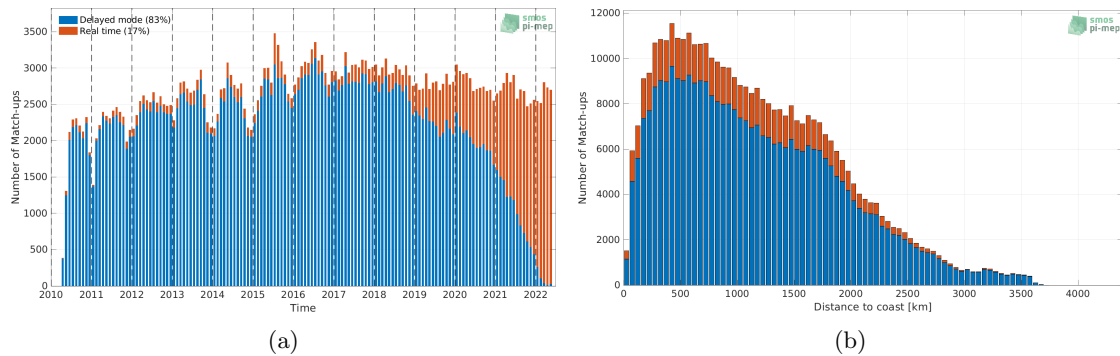 Delayed mode (83%)
Real time (17%)
smos
pi-mep
Number of Match-ups
3500
3000
2500
2000
1500
1000
500
0
2010 2011 2012 2013 2014 2015 2016 2017 2018 2019 2020 2021 2022
Time
(a)
smos
pi-mep
Number of Match-ups
12000
10000
8000
6000
4000
2000
0
0 500 1000 1500 2000 2500 3000 3500 4000
Distance to coast [km]
(b)